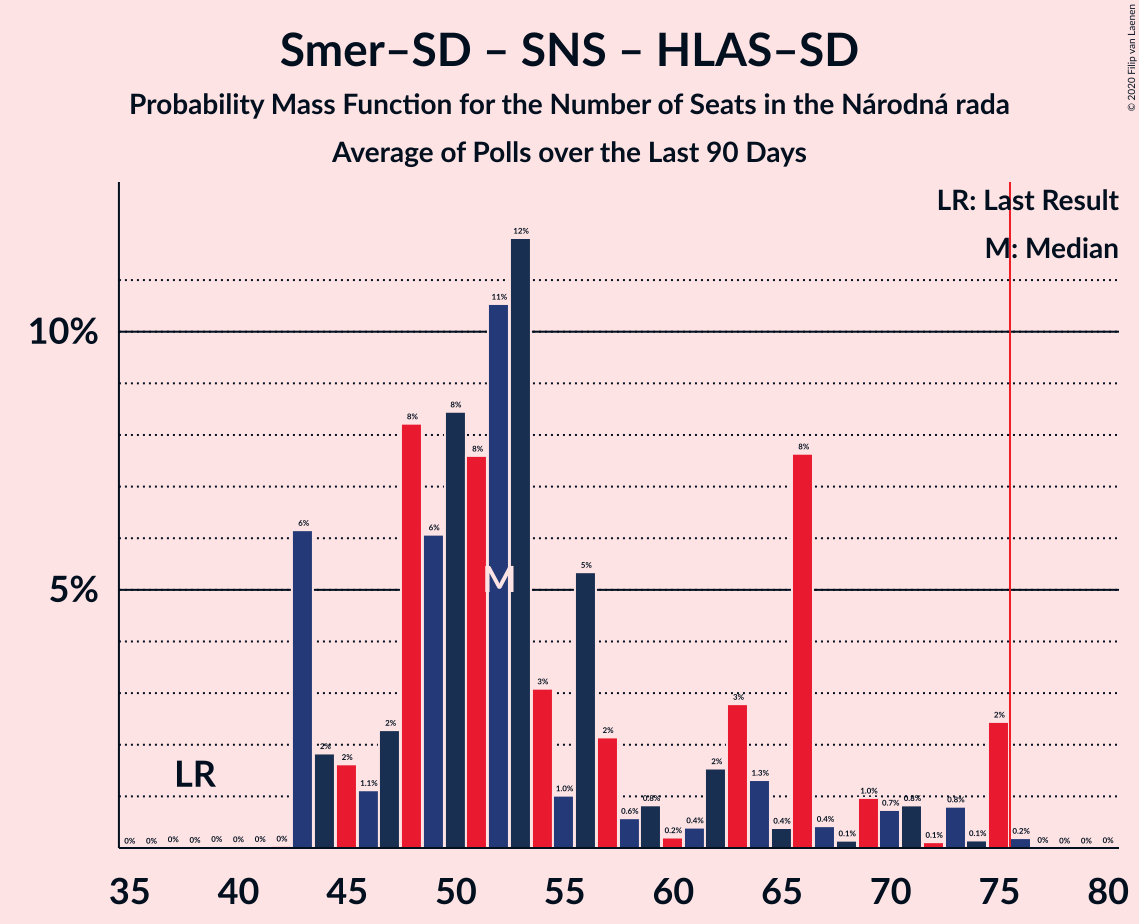 Smer–SD – SNS – HLAS–SD
Probability Mass Function for the Number of Seats in the Národná rada
Average of Polls over the Last 90 Days
© 2020 Filip van Laenen
LR: Last Result
M: Median
10%
5%
LR
M
0% 0% 0% 0% 0% 0% 0% 0% 6% 2% 2% 1.1% 2% 8% 6% 8% 8% 11% 12% 3% 1.0% 5% 2% 0.6% 0.8% 0.2% 0.4% 2% 3% 1.3% 0.4% 8% 0.4% 0.1% 1.0% 0.7% 0.8% 0.1% 0.8% 0.1% 2% 0.2% 0% 0% 0% 0%
35 40 45 50 55 60 65 70 75 80